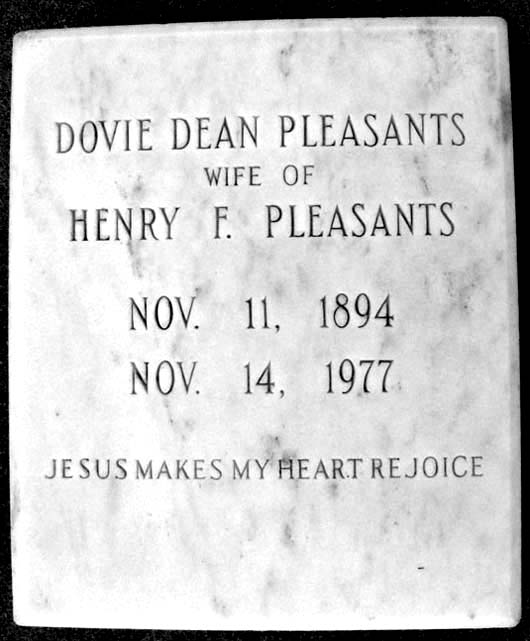 DOVIE DEAN PLEASANTS
WIFE OF
HENRY F. PLEASANTS
NOV. 11, 1894
NOV. 14, 1977
JESUS MAKES MY HEART REJOICE